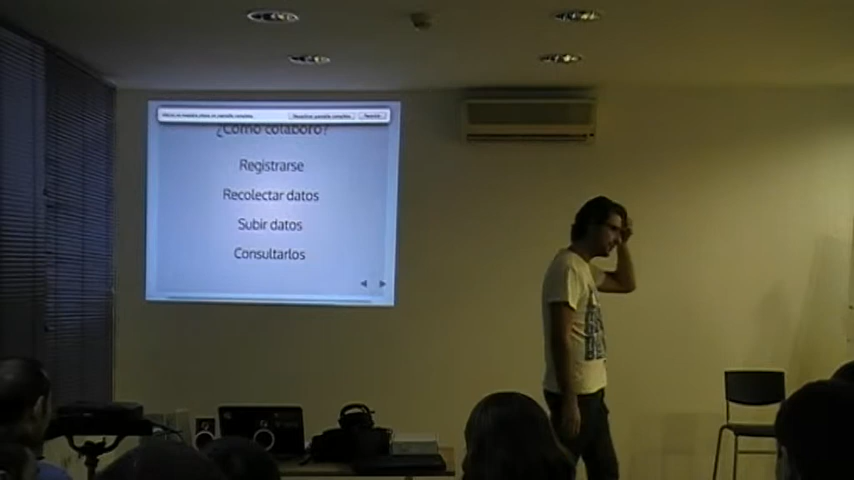 ¿Cómo colaboro?
Registrarse
Recolectar datos
Subir datos
Consultarlos